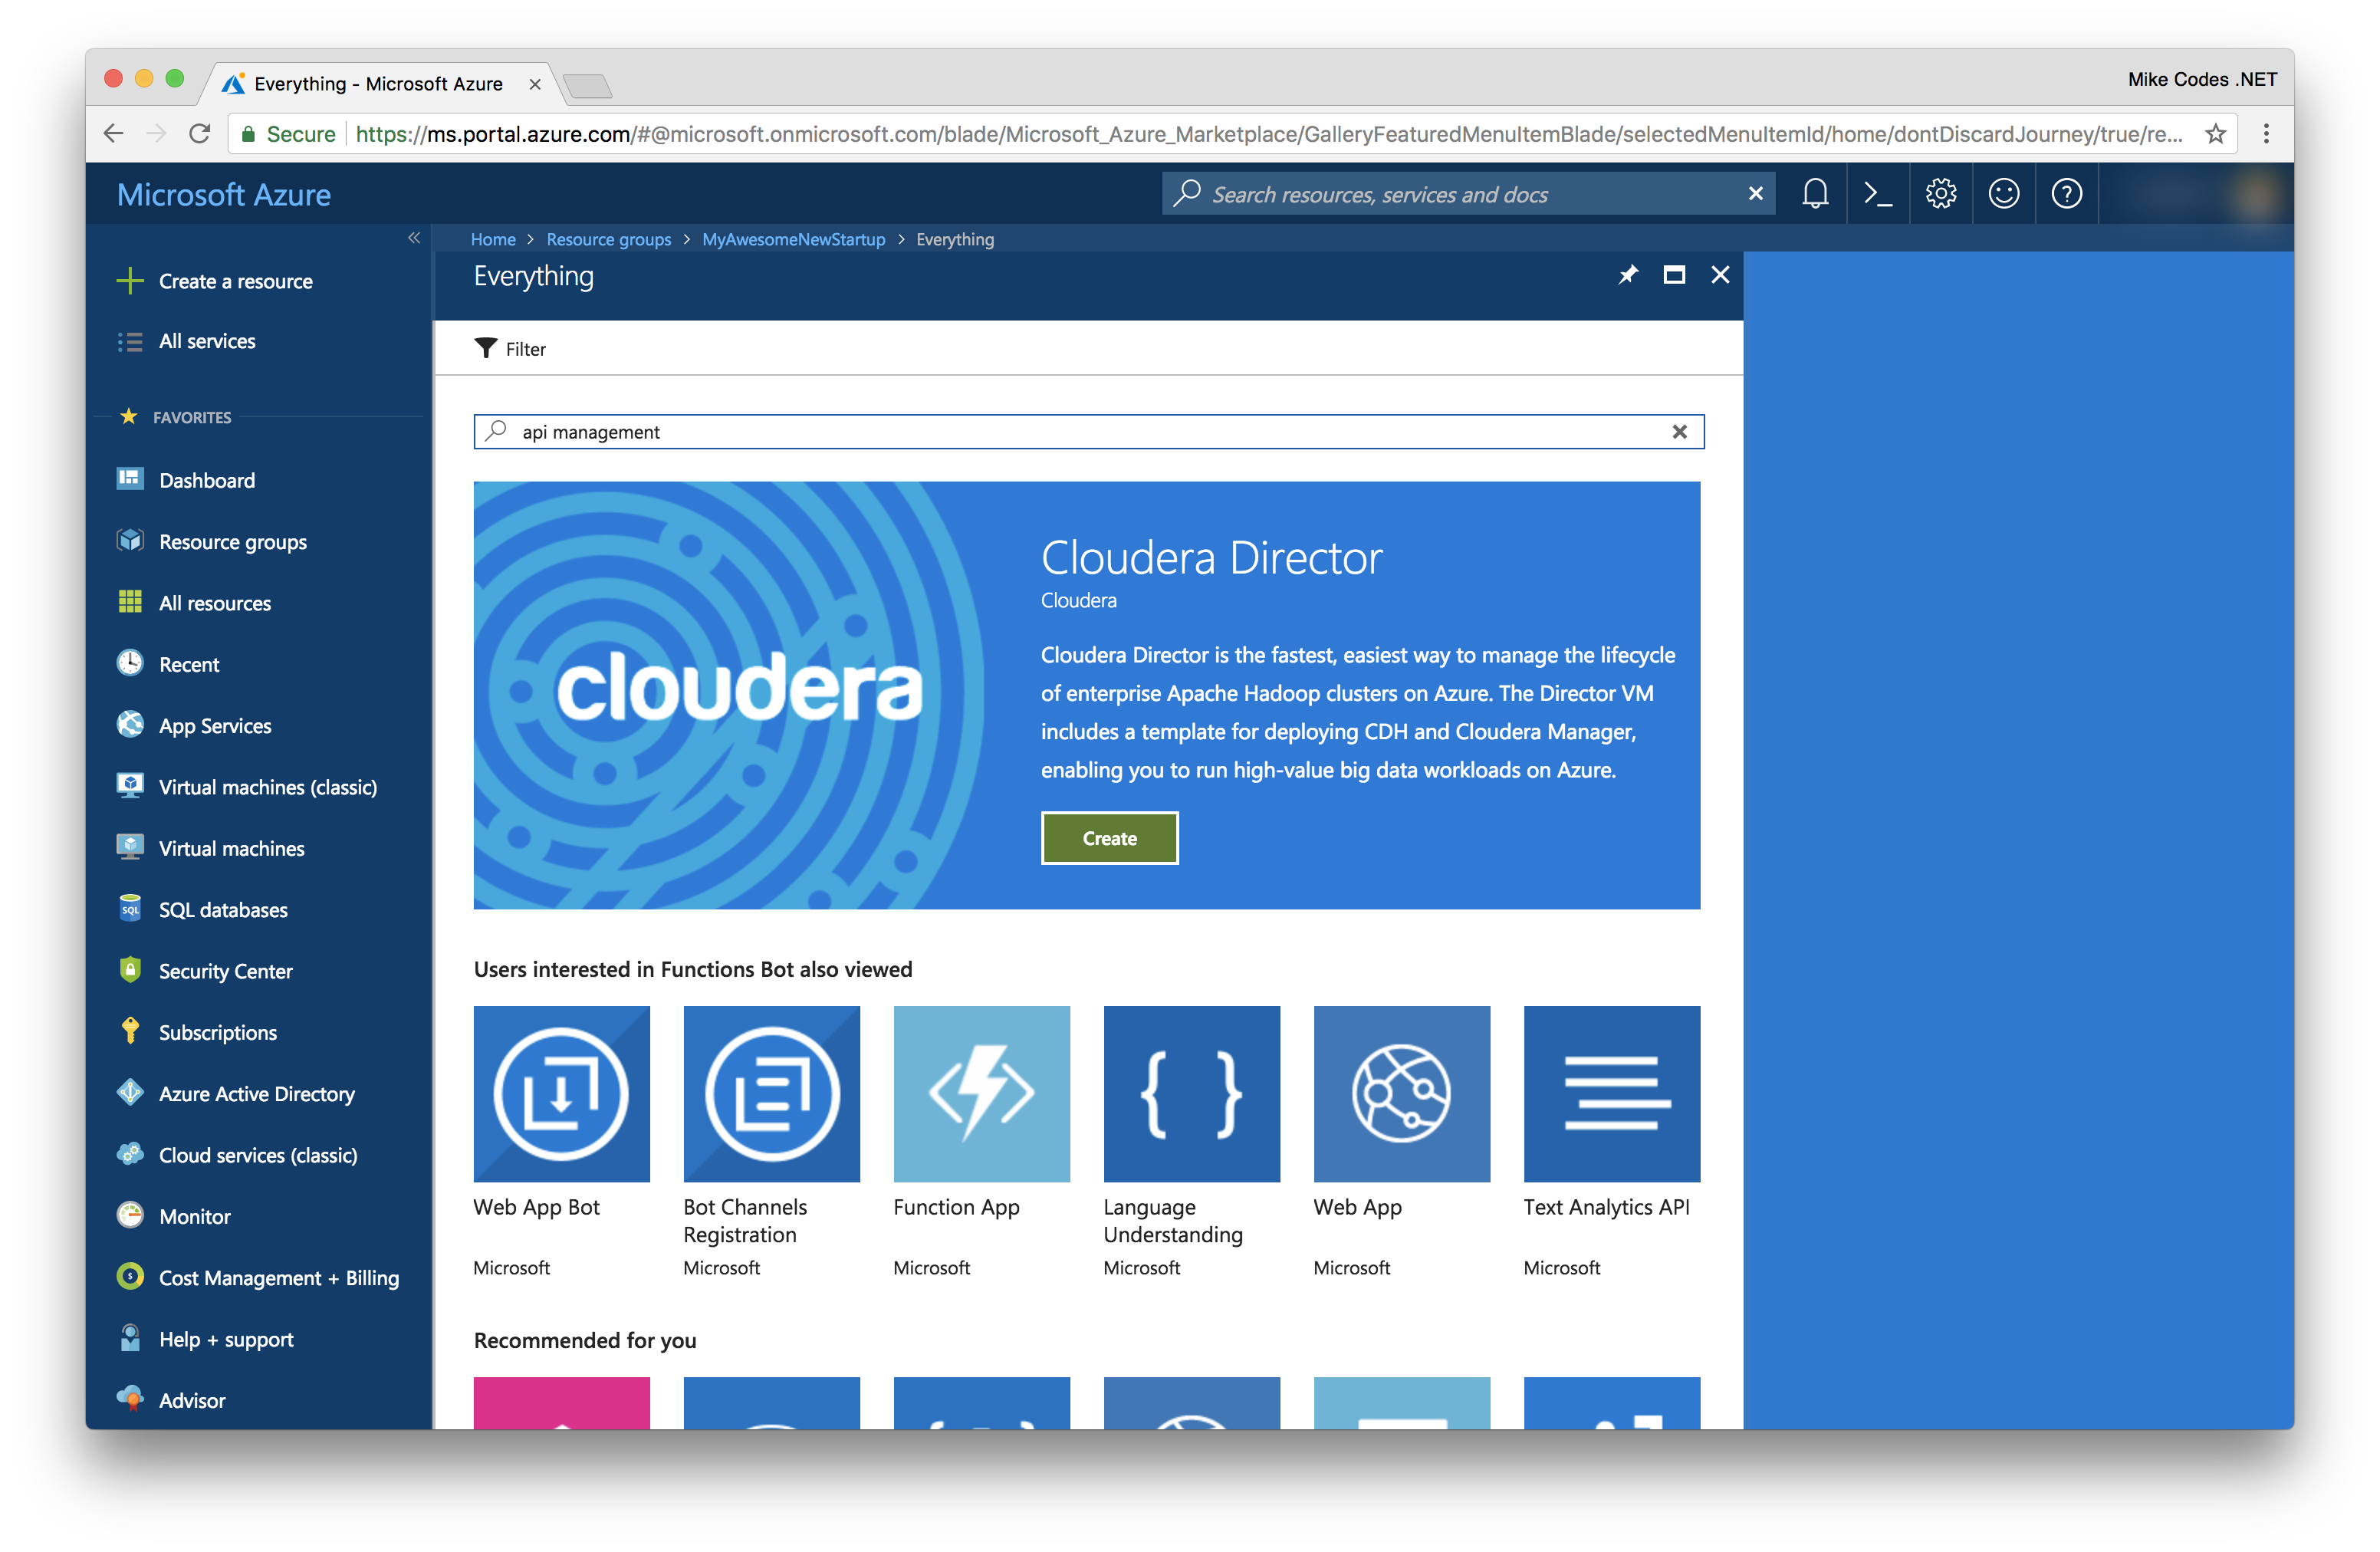 Everything - Microsoft Azure
Mike Codes .NET
Secure
https://ms.portal.azure.com/#@microsoft.onmicrosoft.com/blade/Microsoft_Azure_Marketplace/GalleryFeaturedMenuItemBlade/selectedMenuItemId/home/dontDiscardJourney/true/re...
Microsoft Azure
Search resources, services and docs
Home > Resource groups > MyAwesomeNewStartup > Everything
Create a resource
All services
FAVORITES
Dashboard
Resource groups
All resources
Recent
App Services
Virtual machines (classic)
Virtual machines
SQL
SQL databases
Security Center
Subscriptions
Azure Active Directory
Cloud services (classic)
Monitor
Cost Management + Billing
Help + support
Advisor
Everything
Filter
api management
cloudera
Cloudera Director
Cloudera
Cloudera Director is the fastest, easiest way to manage the lifecycle
of enterprise Apache Hadoop clusters on Azure. The Director VM
includes a template for deploying CDH and Cloudera Manager,
enabling you to run high-value big data workloads on Azure.
Create
Users interested in Functions Bot also viewed
Web App Bot
Microsoft
Bot Channels
Registration
Microsoft
Function App
Microsoft
Language
Understanding
Microsoft
Web App
Microsoft
Text Analytics API
Microsoft
Recommended for you